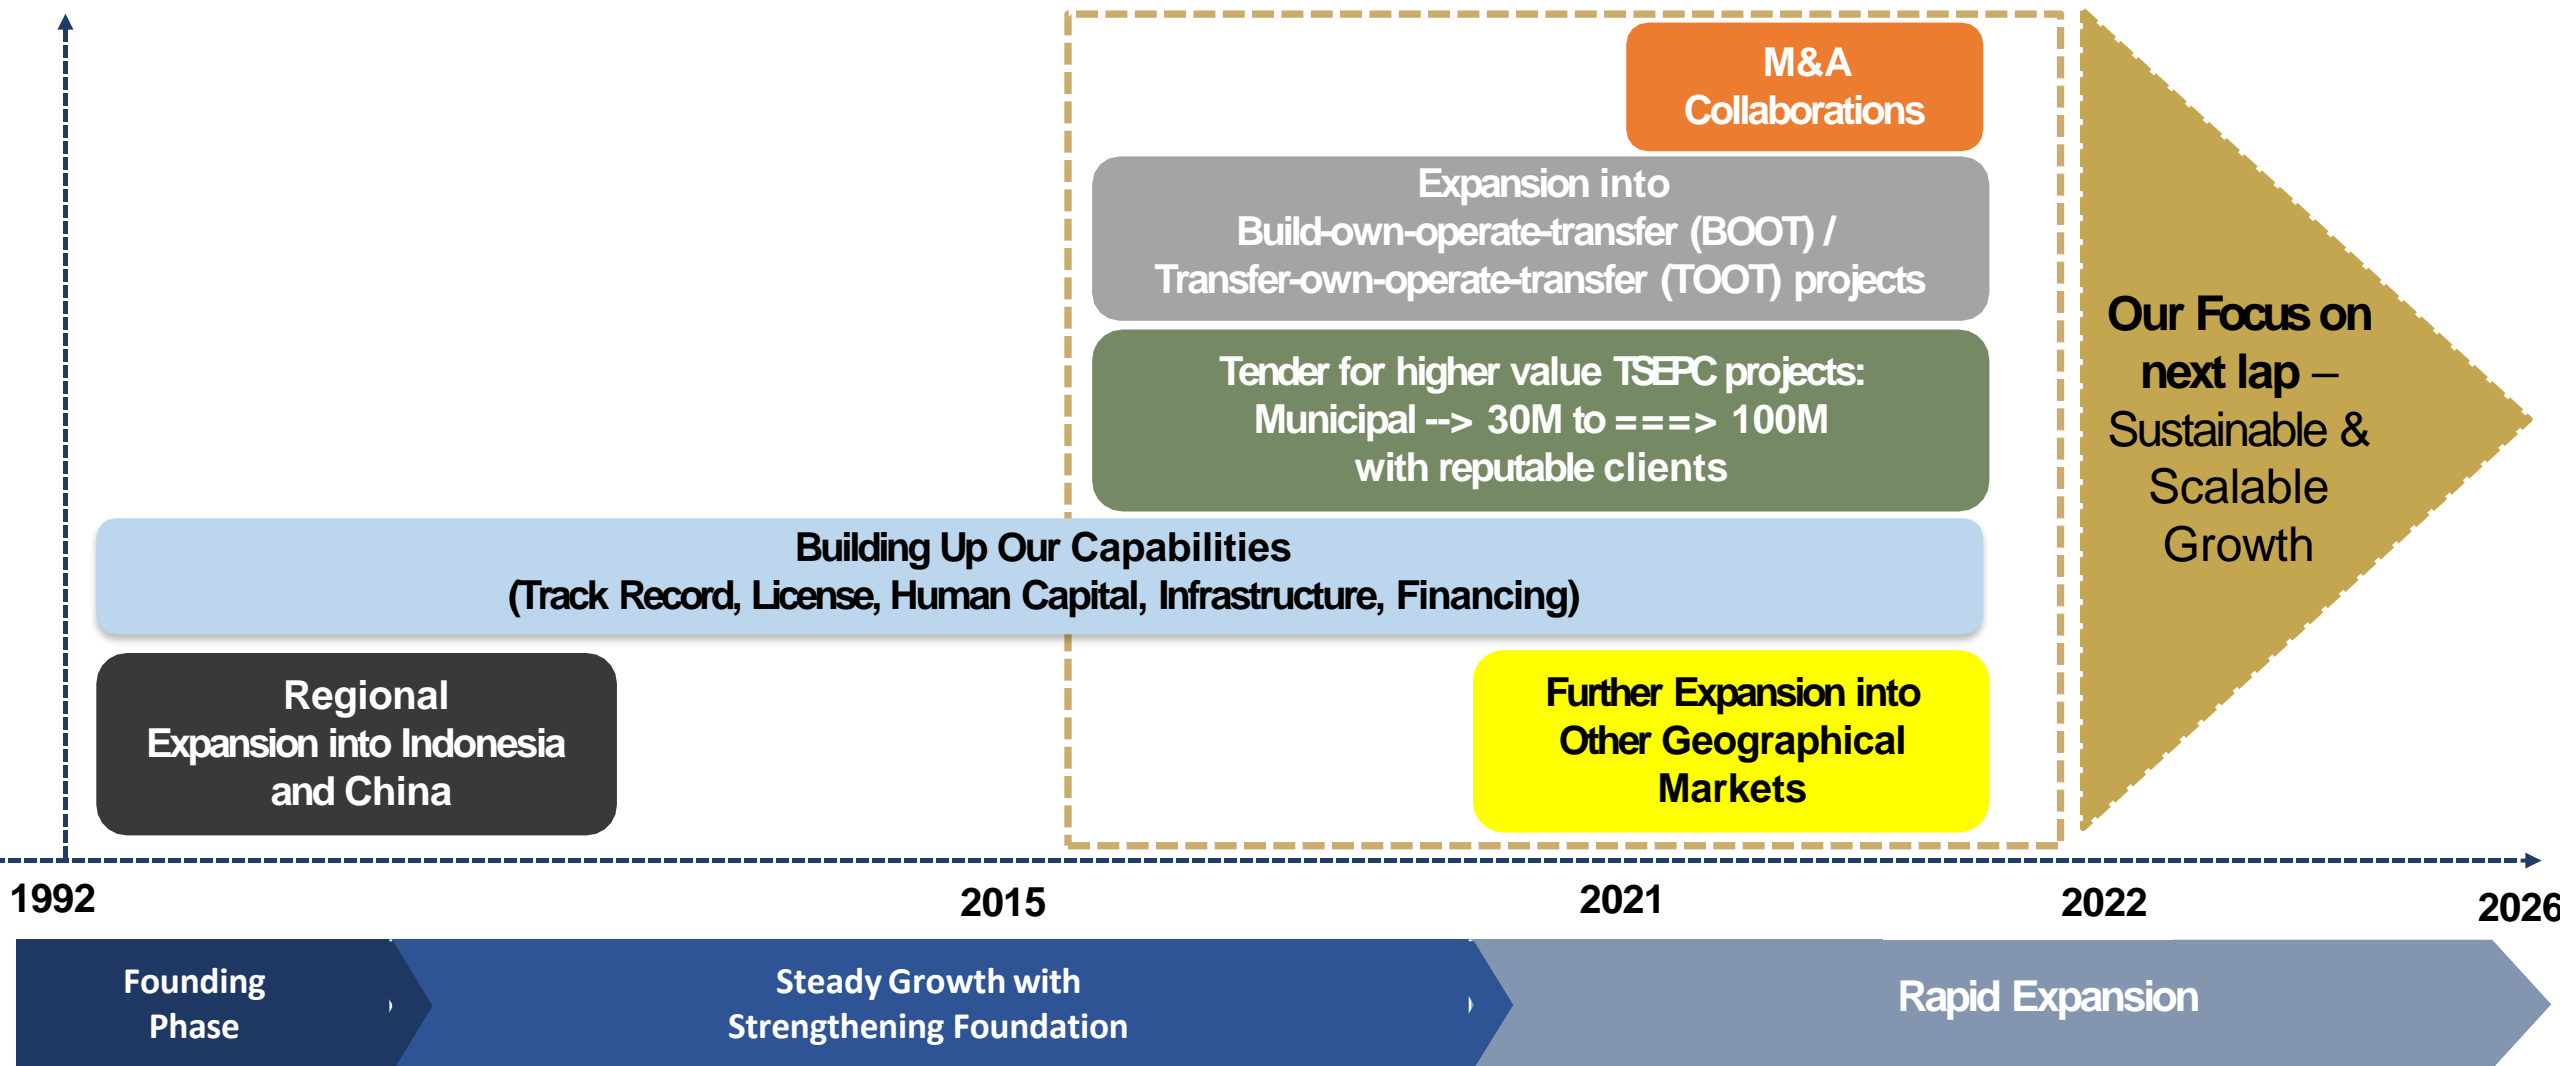 M&A
Collaborations
Expansion into
Build-own-operate-transfer (BOOT) /
Transfer-own-operate-transfer (TOOT) projects
Tender for higher value TSEPC projects:
Municipal --> 30M to ===> 100M
with reputable clients
Building Up Our Capabilities
(Track Record, License, Human Capital, Infrastructure, Financing)
Regional
Expansion into Indonesia
and China
Further Expansion into
Other Geographical
Markets
Our Focus on
next lap –
Sustainable &
Scalable
Growth
1992
2015
2021
2022
2026
Founding
Phase
Steady Growth with
Strengthening Foundation
Rapid Expansion